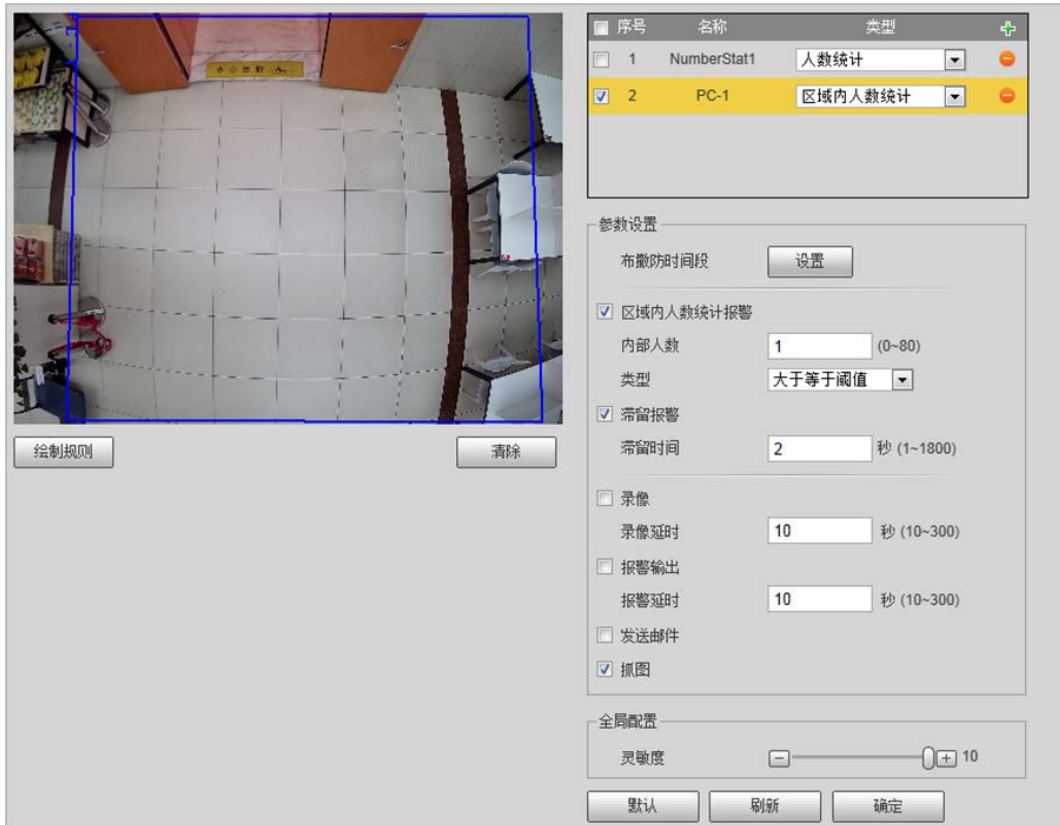 小心台阶
序号 名称 类型
1 NumberStat1 人数统计
2 PC-1 区域内人数统计
参数设置
布撤防时间段 设置
区域内人数统计报警
内部人数 1 (0~80)
类型 大于等于阈值
滞留报警
滞留时间 2 秒 (1~1800)
录像
录像延时 10 秒 (10~300)
报警输出
报警延时 10 秒 (10~300)
发送邮件
抓图
绘制规则 清除
全局配置
灵敏度 10
默认 刷新 确定